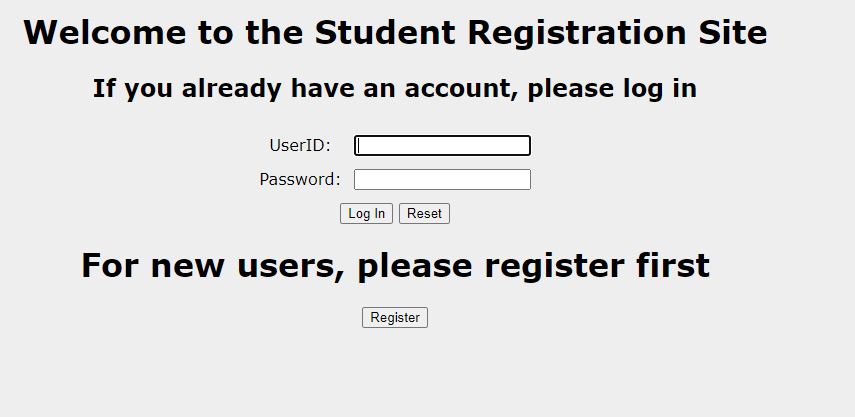 Welcome to the Student Registration Site
If you already have an account, please log in
UserID:
Password:
Log In Reset
For new users, please register first
Register